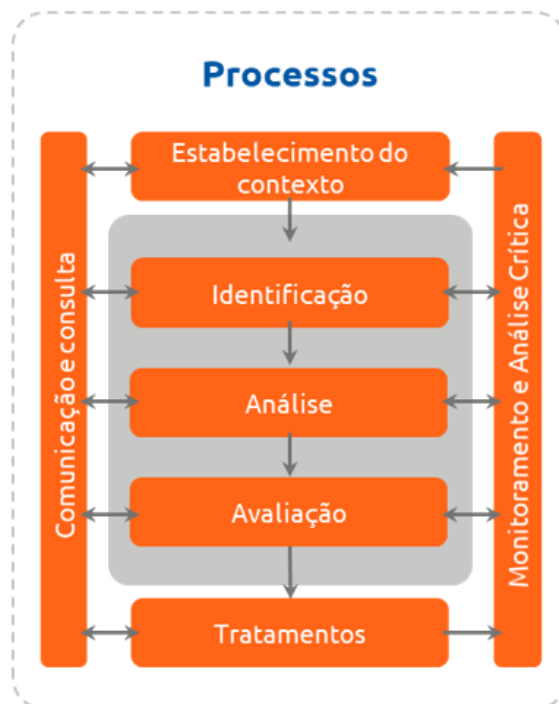 Processos
Estabelecimento do
contexto
Identificação
Análise
Avaliação
Tratamentos
Comunicação e consulta
Monitoramento e Análise Crítica